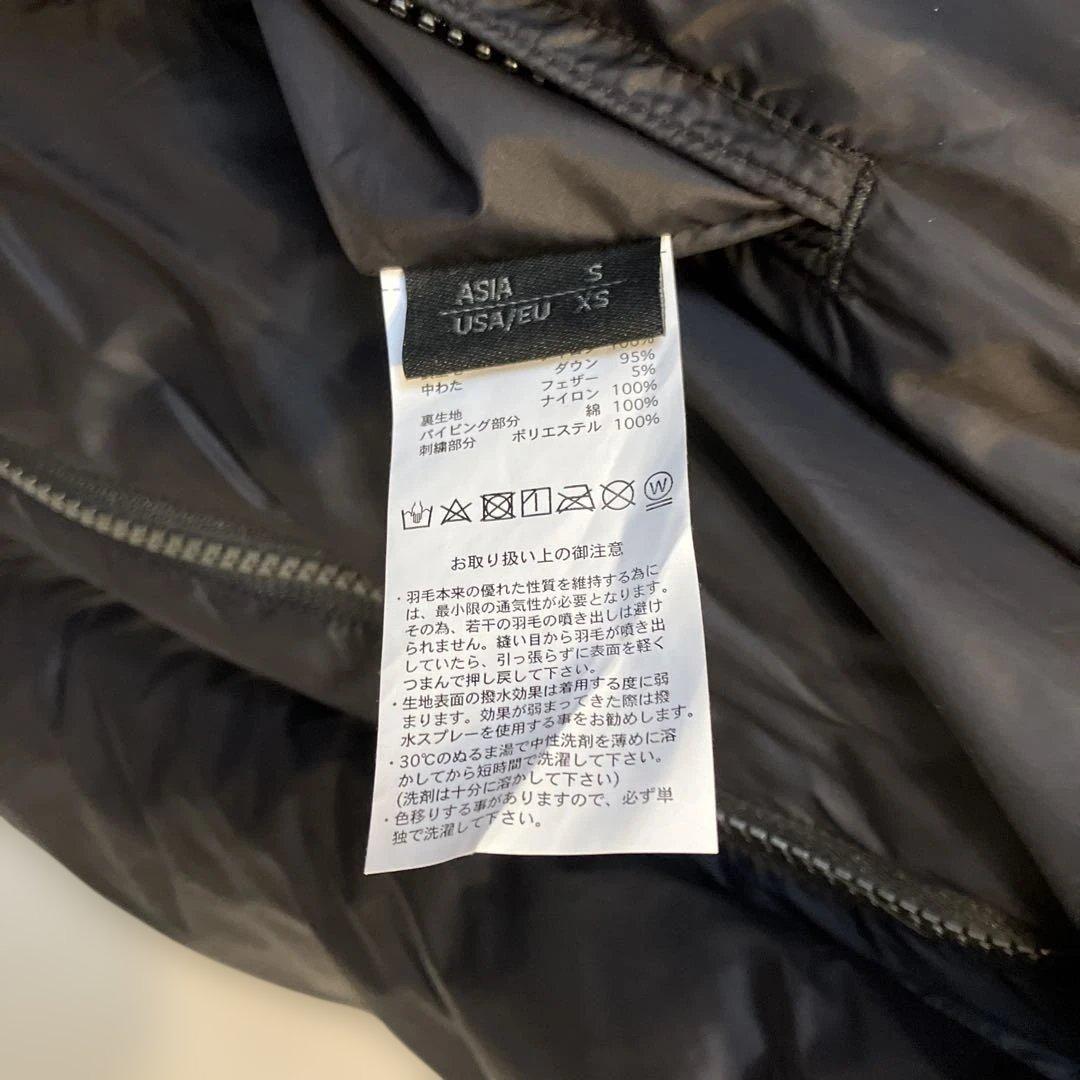 ASIA S
USA/EU XS
100%
ダウン 95%
中わた フェザー 5%
裏生地 ナイロン 100%
パイピング部分 綿 100%
刺繍部分 ポリエステル 100%
W
お取り扱い上の御注意
・羽毛本来の優れた性質を維持する為に
は、最小限の通気性が必要となります。
その為、若干の羽毛の噴き出しは避け
られません。縫い目から羽毛が噴き出
していたら、引っ張らずに表面を軽く
つまんで押し戻して下さい。
・生地表面の撥水効果は着用する度に弱
まります。効果が弱まってきた際は撥
水スプレーを使用する事をお勧めします。
・30℃のぬるま湯で中性洗剤を薄めに溶
かしてから短時間で洗濯して下さい。
(洗剤は十分に溶かして下さい)
・色移りする事がありますので、必ず単
独で洗濯して下さい。